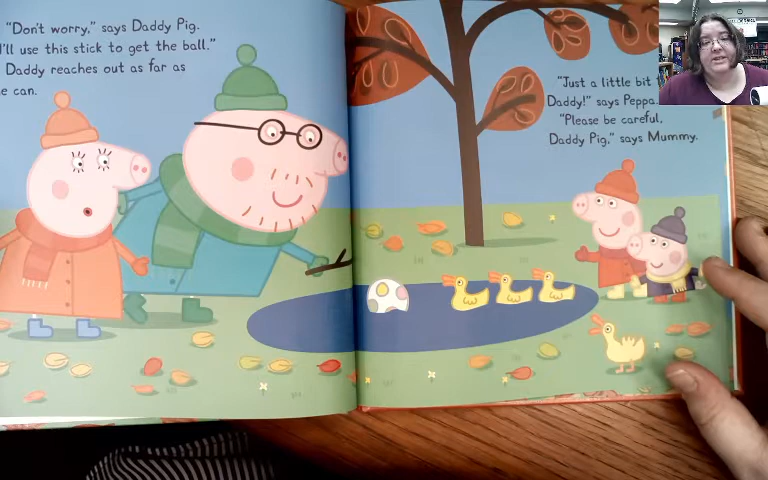 "Don't worry," says Daddy Pig.
I'll use this stick to get the ball."
Daddy reaches out as far as
can.
"Just a little bit
Daddy!" says Peppa.
"Please be careful,
Daddy Pig," says Mummy.